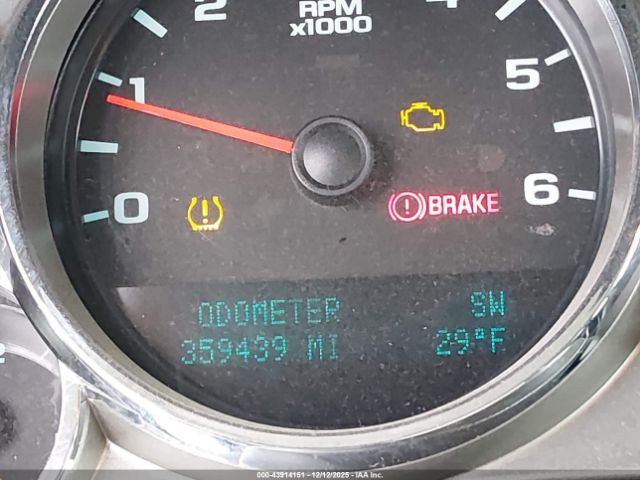 2
4
RPM
x1000
1
5
0
6
BRAKE
ODOMETER SW
359439 MI 29°F
000-43914151 - 12/12/2025 - IAA Inc.